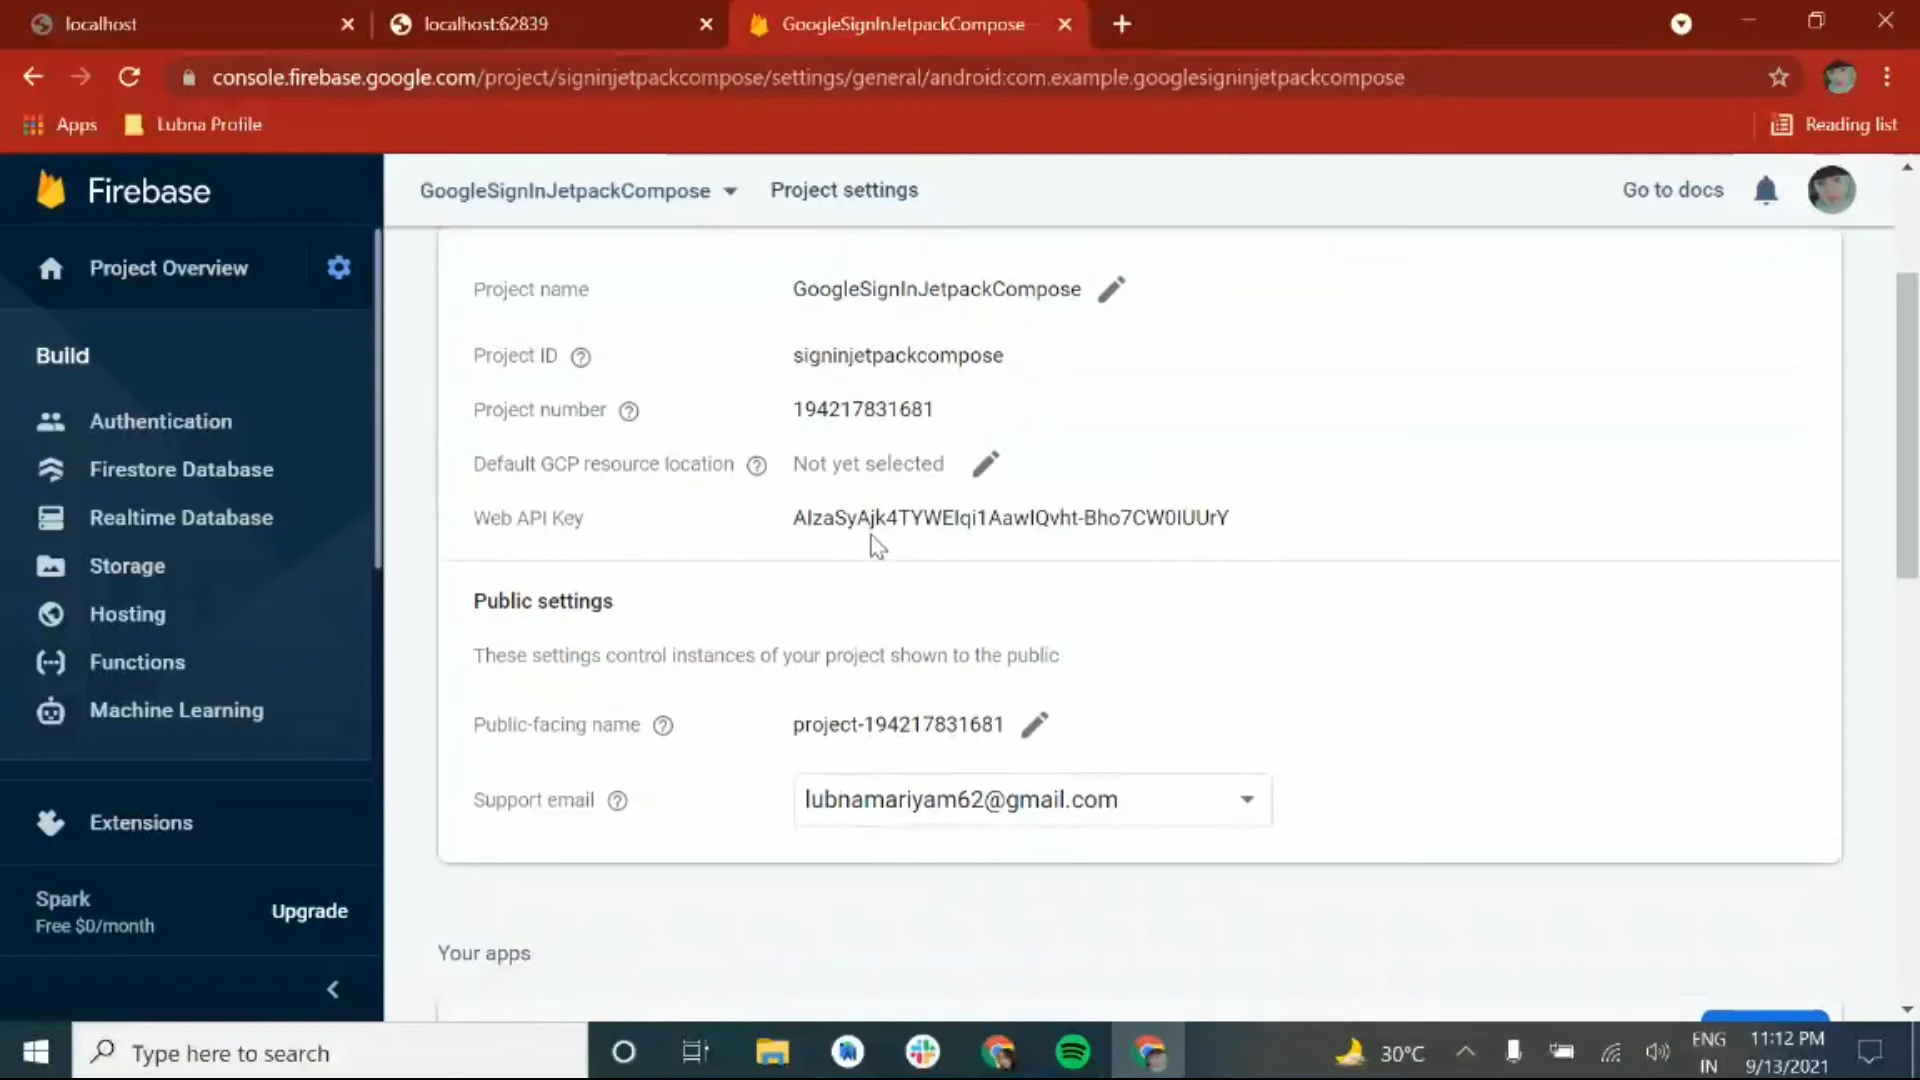 localhost
localhost:62839
GoogleSignInJetpackCompose
console.firebase.google.com/project/signinjetpackcompose/settings/general/android:com.example.googlesigninjetpackcompose
Apps
Lubna Profile
Reading list
Firebase
GoogleSignInJetpackCompose
Project settings
Go to docs
Project Overview
Build
Authentication
Firestore Database
Realtime Database
Storage
Hosting
Functions
Machine Learning
Extensions
Spark
Free $0/month
Upgrade
Project name GoogleSignInJetpackCompose
Project ID signinjetpackcompose
Project number 194217831681
Default GCP resource location Not yet selected
Web API Key AIzaSyAjk4TYWEIqi1AawIQvht-Bho7CW0IUUrY
Public settings
These settings control instances of your project shown to the public
Public-facing name project-194217831681
Support email lubnamariyam62@gmail.com
Your apps
Type here to search
30°C
ENG
IN
11:12 PM
9/13/2021